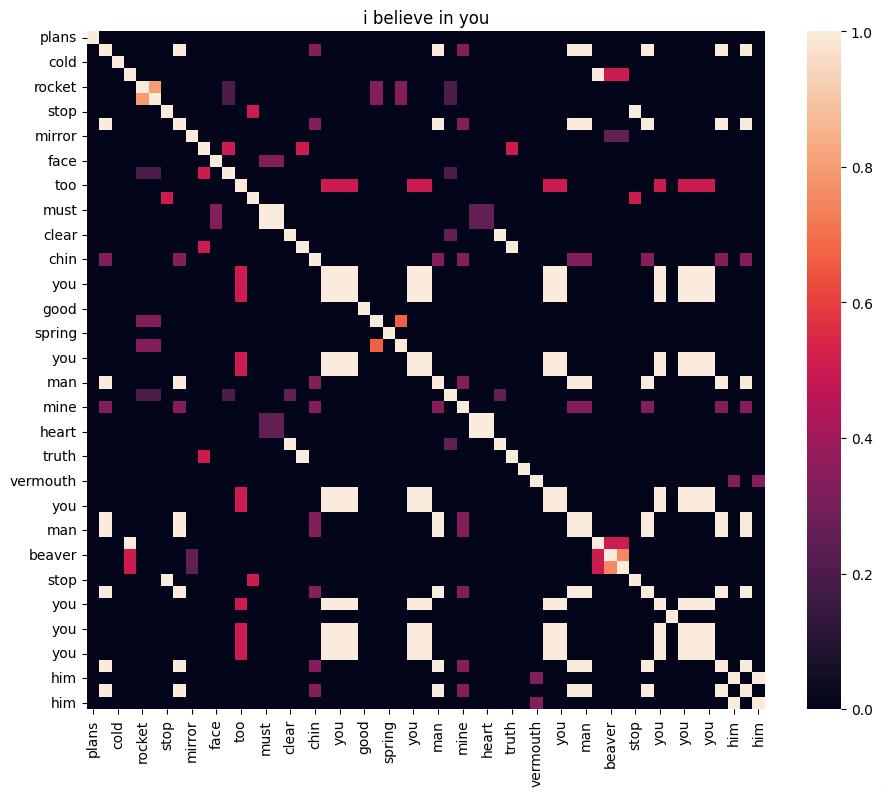 i believe in you
plans
cold
rocket
stop
mirror
face
too
must
clear
chin
you
good
spring
you
man
mine
heart
truth
vermouth
you
man
beaver
stop
you
you
you
him
him
1.0
0.8
0.6
0.4
0.2
0.0
plans
cold
rocket
stop
mirror
face
too
must
clear
chin
you
good
spring
you
man
mine
heart
truth
vermouth
you
man
beaver
stop
you
you
you
him
him